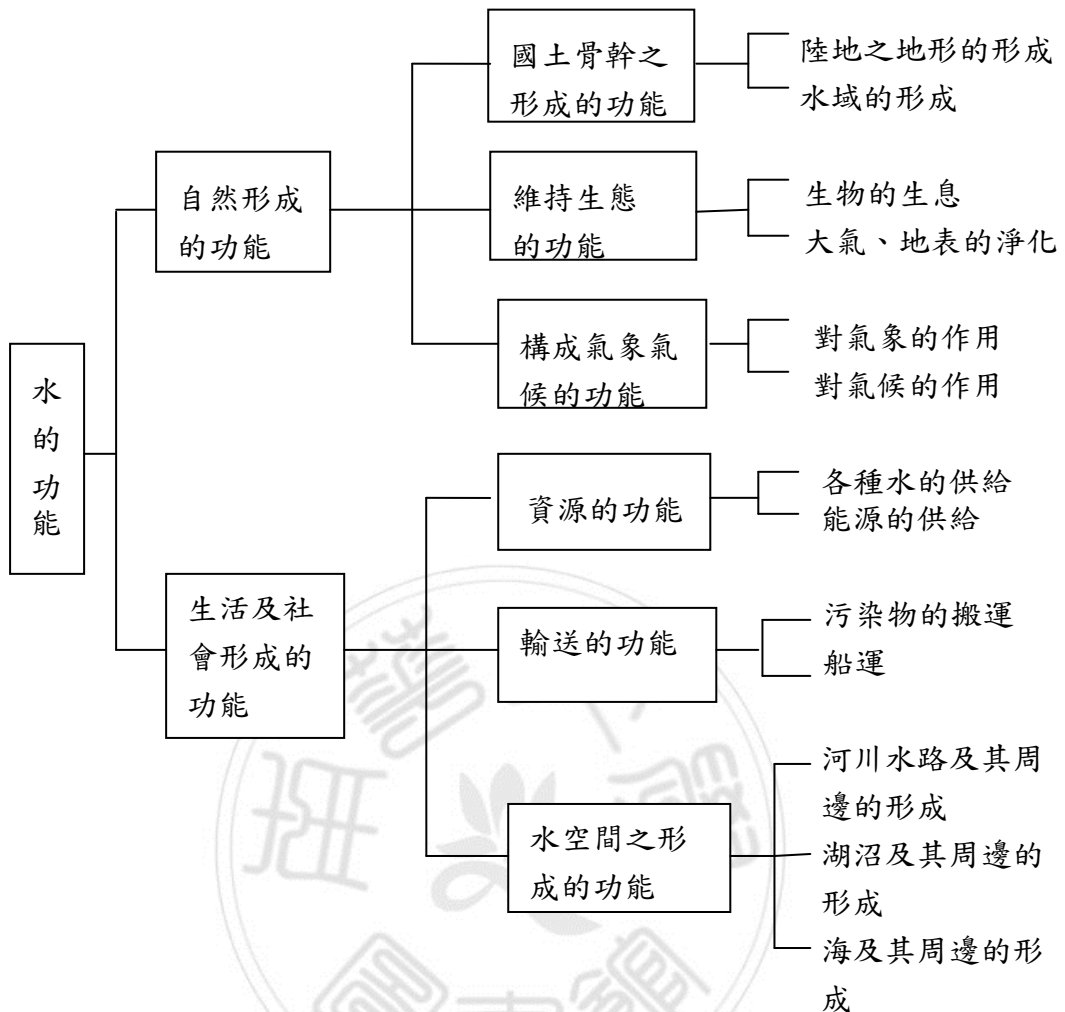 水
的
功
能
自然形成
的功能
國土骨幹之
形成的功能
陸地之地形的形成
水域的形成
維持生態
的功能
生物的生息
大氣、地表的淨化
構成氣象氣
候的功能
對氣象的作用
對氣候的作用
生活及社
會形成的
功能
資源的功能
各種水的供給
能源的供給
輸送的功能
污染物的搬運
船運
水空間之形
成的功能
河川水路及其周
邊的形成
湖沼及其周邊的
形成
海及其周邊的形
成